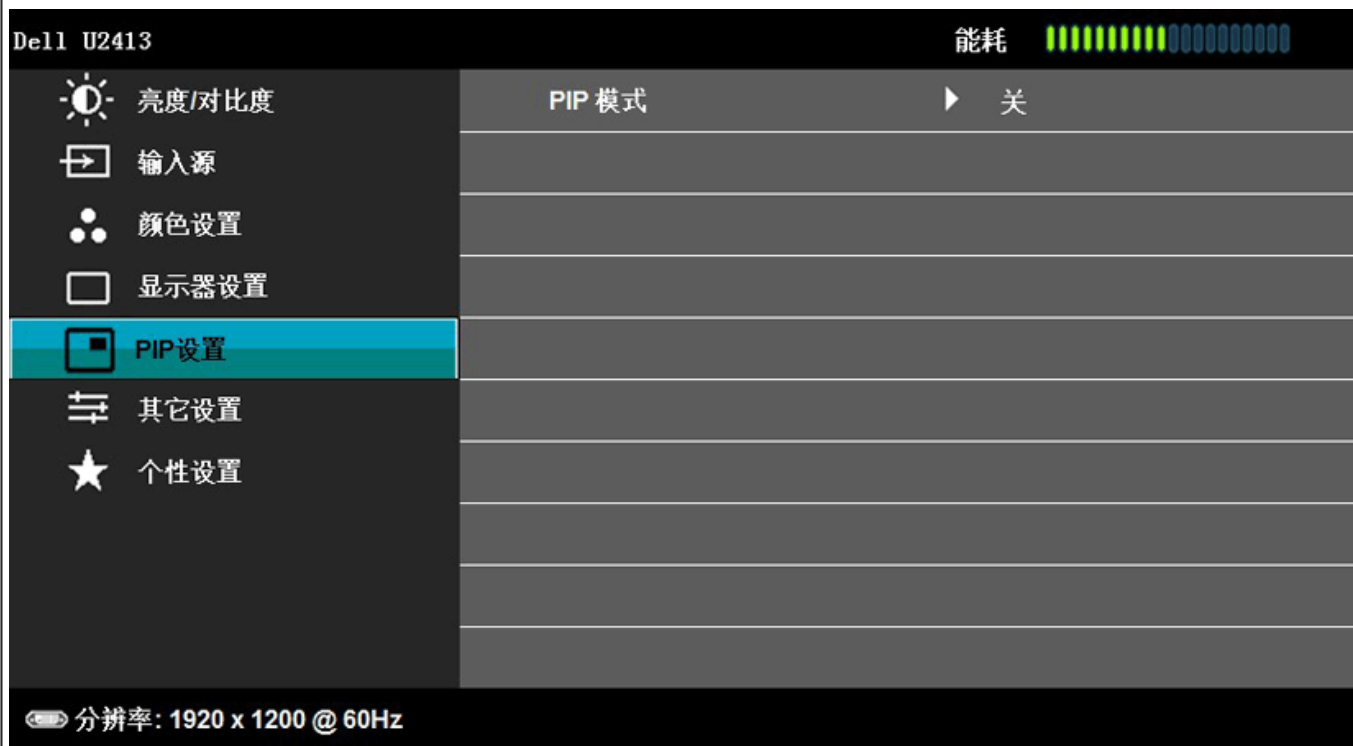 Dell U2413
能耗
亮度/对比度
PIP 模式
关
输入源
颜色设置
显示器设置
PIP设置
其它设置
个性设置
分辨率: 1920 x 1200 @ 60Hz